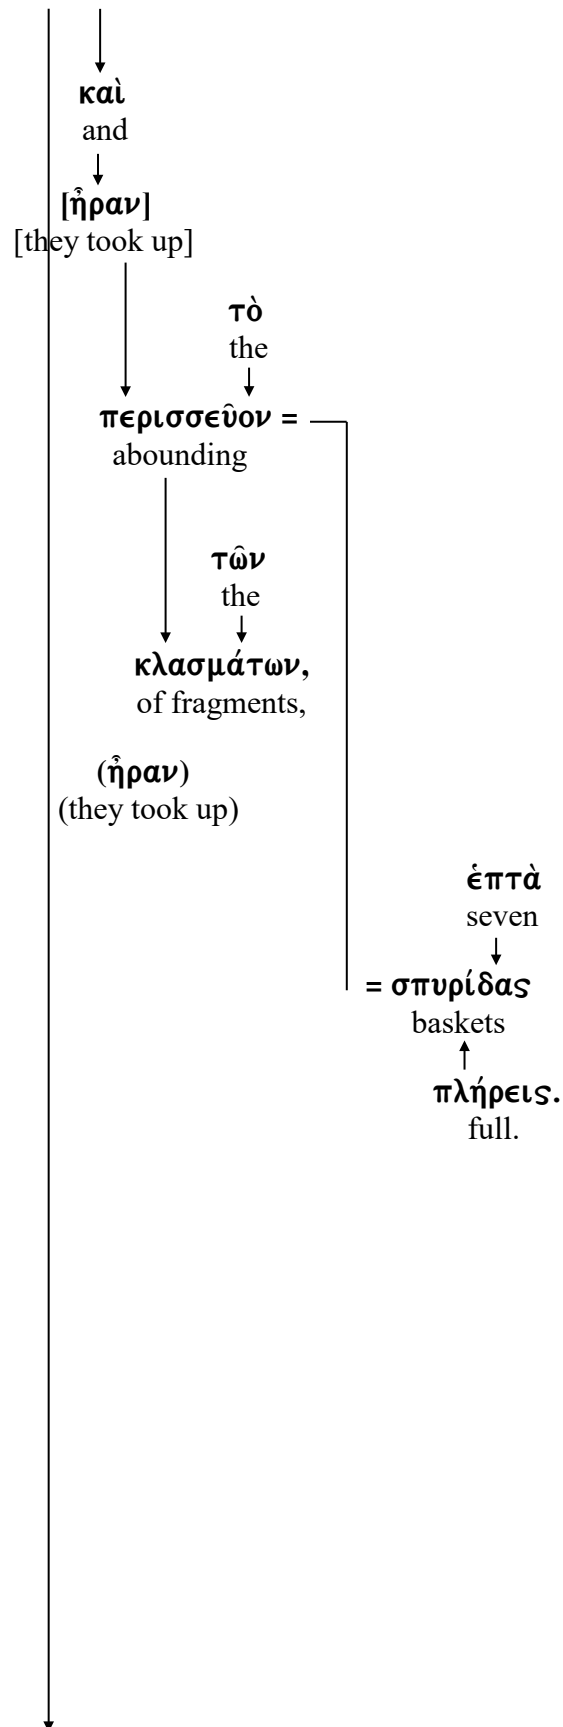 καὶ
and
[ἦραν]
[they took up]
τὸ
the
περισσεῦον =
abounding
τῶν
the
κλασμάτων,
of fragments,
(ἦραν)
(they took up)
ἑπτὰ
seven
= σπυρίδας
baskets
πλήρεις.
full.